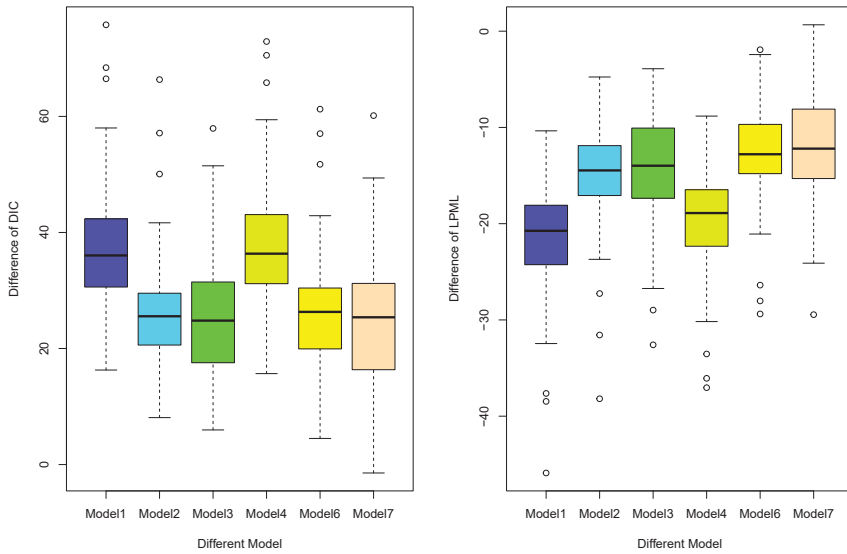 Difference of DIC
60
40
20
0
Model1 Model2 Model3 Model4 Model6 Model7
Different Model
Difference of LPML
0
−10
−20
−30
−40
Model1 Model2 Model3 Model4 Model6 Model7
Different Model